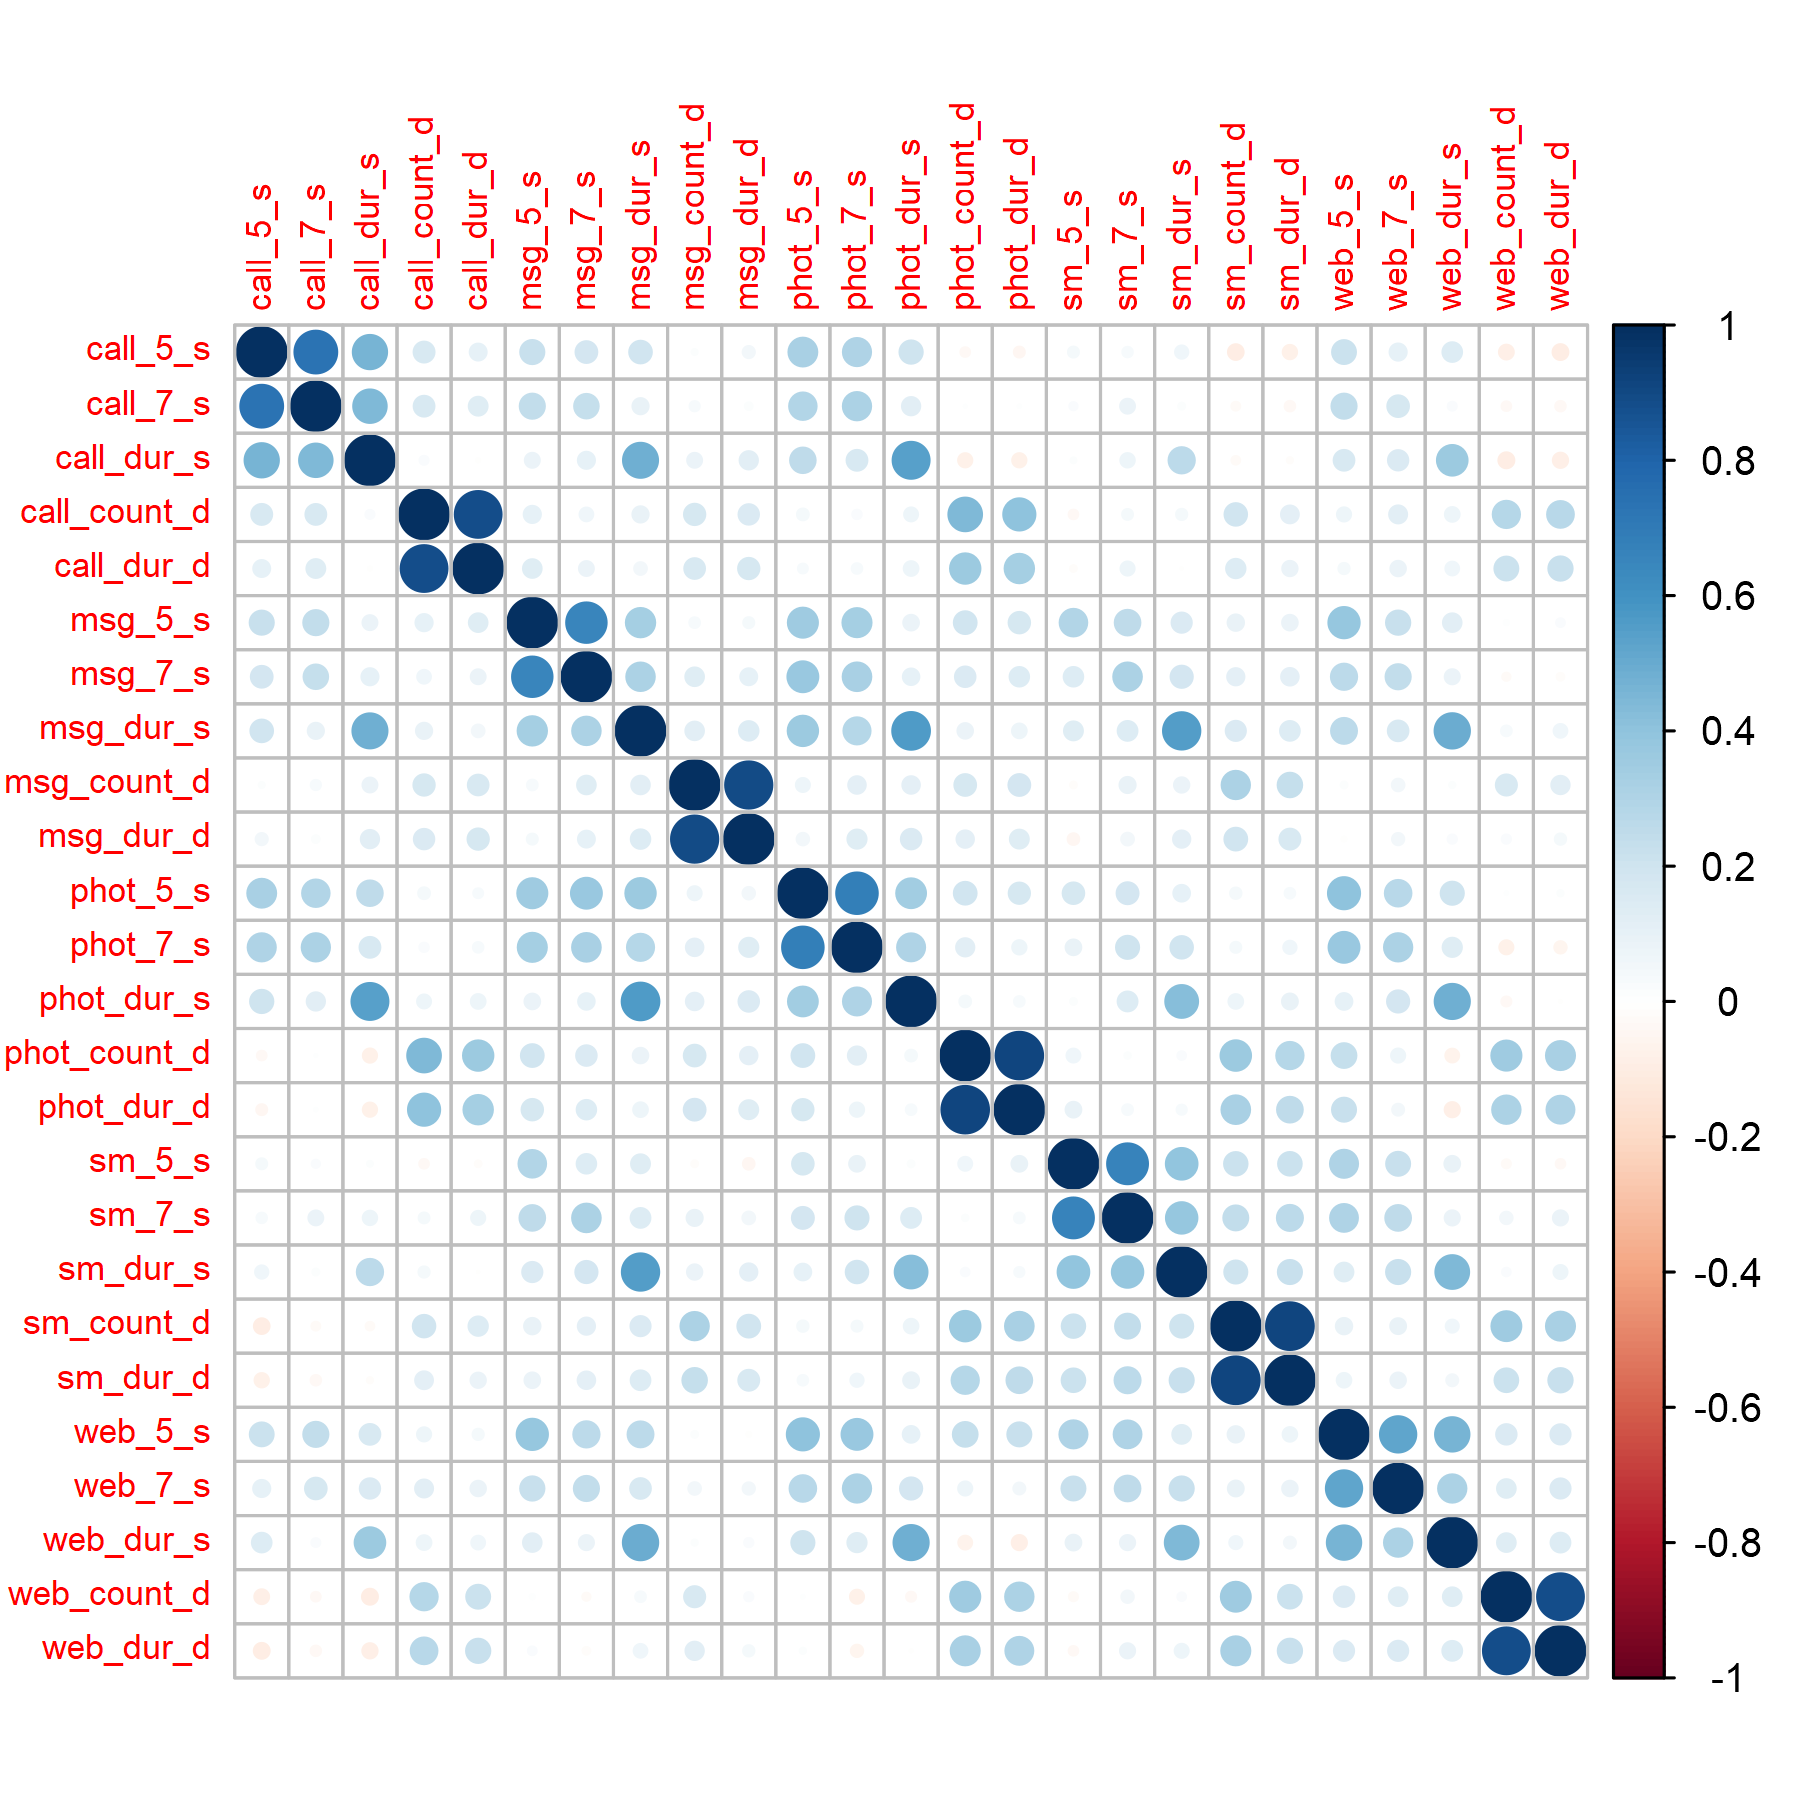 call_5_s
call_7_s
call_dur_s
call_count_d
call_dur_d
msg_5_s
msg_7_s
msg_dur_s
msg_count_d
msg_dur_d
phot_5_s
phot_7_s
phot_dur_s
phot_count_d
phot_dur_d
sm_5_s
sm_7_s
sm_dur_s
sm_count_d
sm_dur_d
web_5_s
web_7_s
web_dur_s
web_count_d
web_dur_d
call_5_s
call_7_s
call_dur_s
call_count_d
call_dur_d
msg_5_s
msg_7_s
msg_dur_s
msg_count_d
msg_dur_d
phot_5_s
phot_7_s
phot_dur_s
phot_count_d
phot_dur_d
sm_5_s
sm_7_s
sm_dur_s
sm_count_d
sm_dur_d
web_5_s
web_7_s
web_dur_s
web_count_d
web_dur_d
1
0.8
0.6
0.4
0.2
0
-0.2
-0.4
-0.6
-0.8
-1